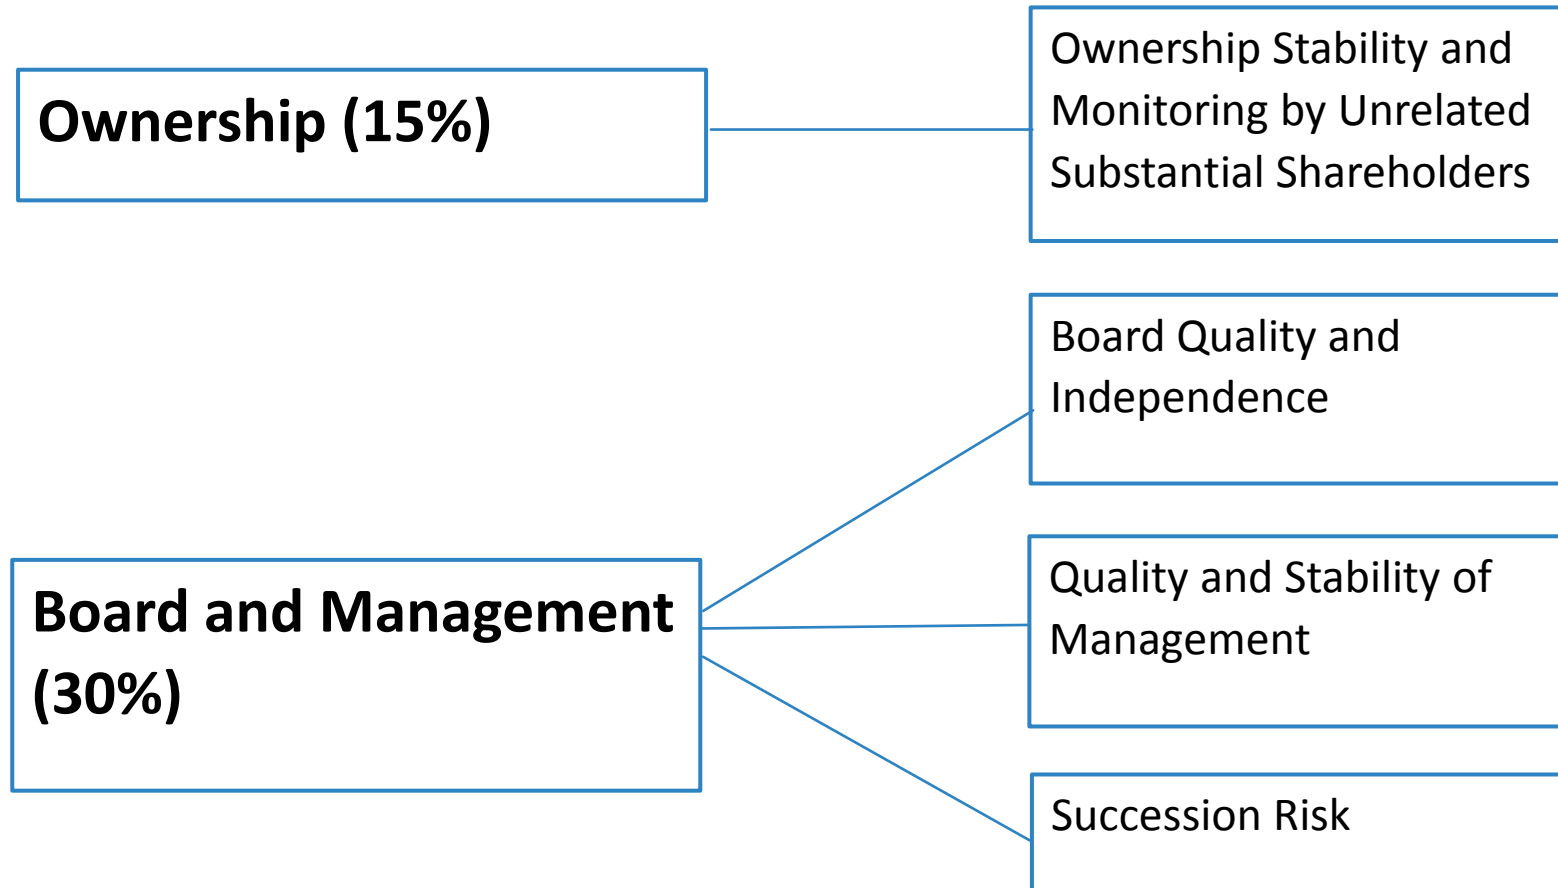 Ownership (15%)
Ownership Stability and
Monitoring by Unrelated
Substantial Shareholders
Board and Management
(30%)
Board Quality and
Independence
Quality and Stability of
Management
Succession Risk